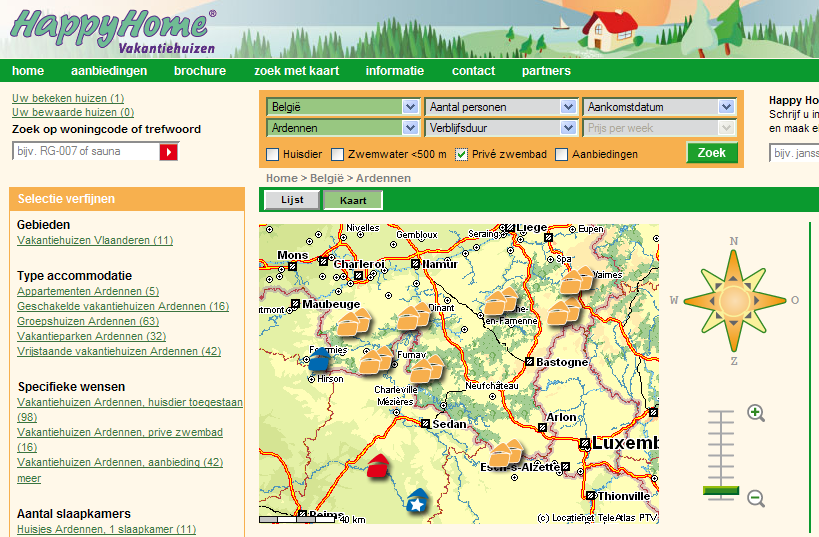 HappyHome®
Vakantiehuizen
home aanbiedingen brochure zoek met kaart informatie contact partners
Uw bekeken huizen (1)
Uw bewaarde huizen (0)
Zoek op woningcode of trefwoord
bijv. RG-007 of sauna
België Aantal personen Aankomstdatum
Ardennen Verblijfsduur Prijs per week
Huisdier Zwemwater <500 m Privé zwembad Aanbiedingen Zoek
Happy Ho
Schrijf u in
en maak e
bijv. janss
Home > België > Ardennen
Lijst Kaart
Selectie verfijnen
Gebieden
Vakantiehuizen Vlaanderen (11)
Type accommodatie
Appartementen Ardennen (5)
Geschakelde vakantiehuizen Ardennen (16)
Groepshuizen Ardennen (63)
Vakantieparken Ardennen (32)
Vrijstaande vakantiehuizen Ardennen (42)
Specifieke wensen
Vakantiehuizen Ardennen, huisdier toegestaan
(98)
Vakantiehuizen Ardennen, prive zwembad
(16)
Vakantiehuizen Ardennen, aanbieding (42)
meer
Aantal slaapkamers
Huisjes Ardennen, 1 slaapkamer (11)
Nivelles
Gembloux
Seraing
Liege
Eupen
Mons
Charleroi
Namur
Spa
Waimes
Maubeuge
rtmont
Dinant
he-
en-Famenne
Fourmies
Fumay
Hirson
Bastogne
Charleville
Mézières
Neufchâteau
Sedan
Arlon
Luxemb
Esch-s-Alzette
Thionville
Reims
40 km
(c) Locatienet TeleAtlas PTV
N
W O
Z